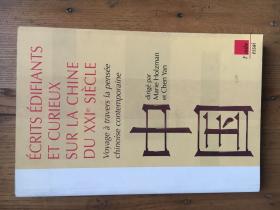 ÉCRITS ÉDIFIANTS
ET CURIEUX
SUR LA CHINE
DU XXIᵉ SIÈCLE
Voyage à travers la pensée
chinoise contemporaine
dirigé par
Marie Holzman
et Chen Yan
中国
essai